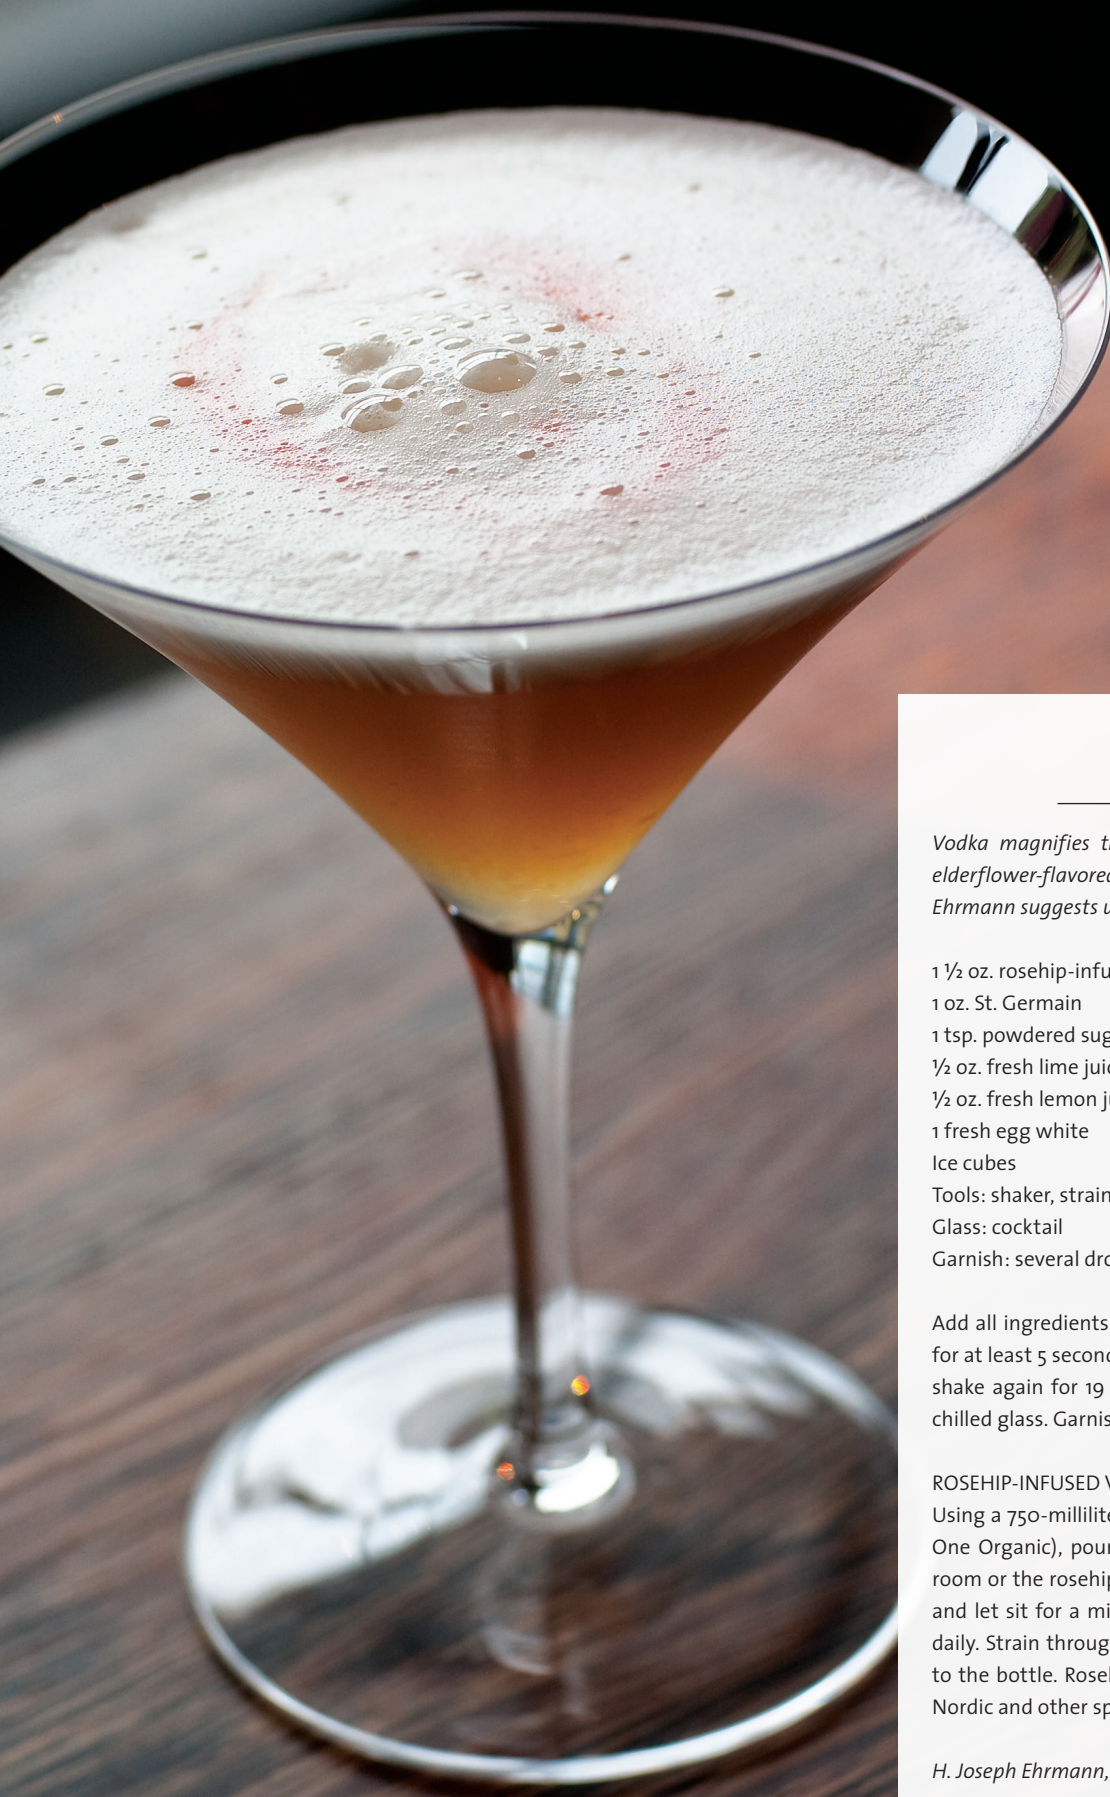 Vodka magnifies
elderflower-flavored
Ehrmann suggests
1 ½ oz. rosehip-infu
1 oz. St. Germain
1 tsp. powdered sug
½ oz. fresh lime juic
½ oz. fresh lemon ju
1 fresh egg white
Ice cubes
Tools: shaker, strain
Glass: cocktail
Garnish: several dro
Add all ingredients
for at least 5 second
shake again for 19
chilled glass. Garnis
ROSEHIP-INFUSED V
Using a 750-millilite
One Organic), pour
room or the rosehip
and let sit for a mi
daily. Strain throug
to the bottle. Roseh
Nordic and other sp
H. Joseph Ehrmann,